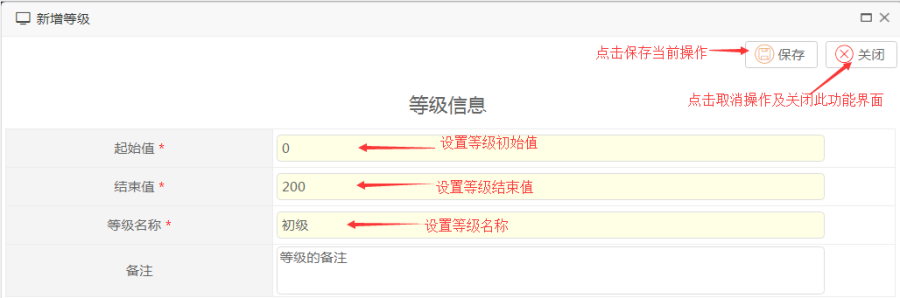 新增等级
点击保存当前操作
保存
关闭
点击取消操作及关闭此功能界面
等级信息
起始值 *
0
设置等级初始值
结束值 *
200
设置等级结束值
等级名称 *
初级
设置等级名称
备注
等级的备注